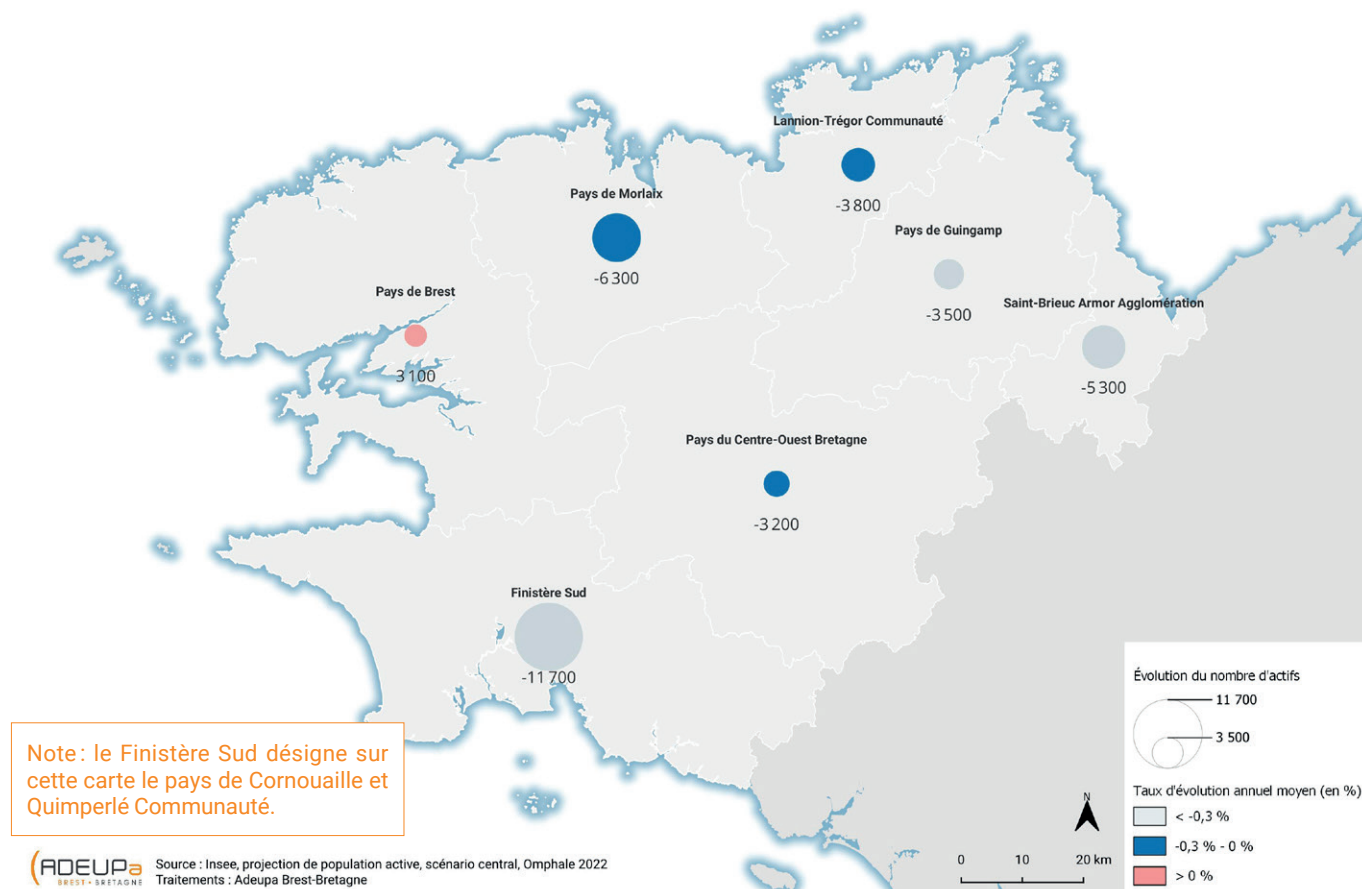 Lannion-Trégor Communauté
-3 800
Pays de Morlaix
-6 300
Pays de Guingamp
-3 500
Pays de Brest
3 100
Saint-Brieuc Armor Agglomération
-5 300
Pays du Centre-Ouest Bretagne
-3 200
Finistère Sud
-11 700
Note : le Finistère Sud désigne sur
cette carte le pays de Cornouaille et
Quimperlé Communauté.
Évolution du nombre d'actifs
11 700
3 500
Taux d'évolution annuel moyen (en %)
< -0,3 %
-0,3 % - 0 %
> 0 %
N
0 10 20 km
ADEUPa
BREST • BRETAGNE
Source : Insee, projection de population active, scénario central, Omphale 2022
Traitements : Adeupa Brest-Bretagne